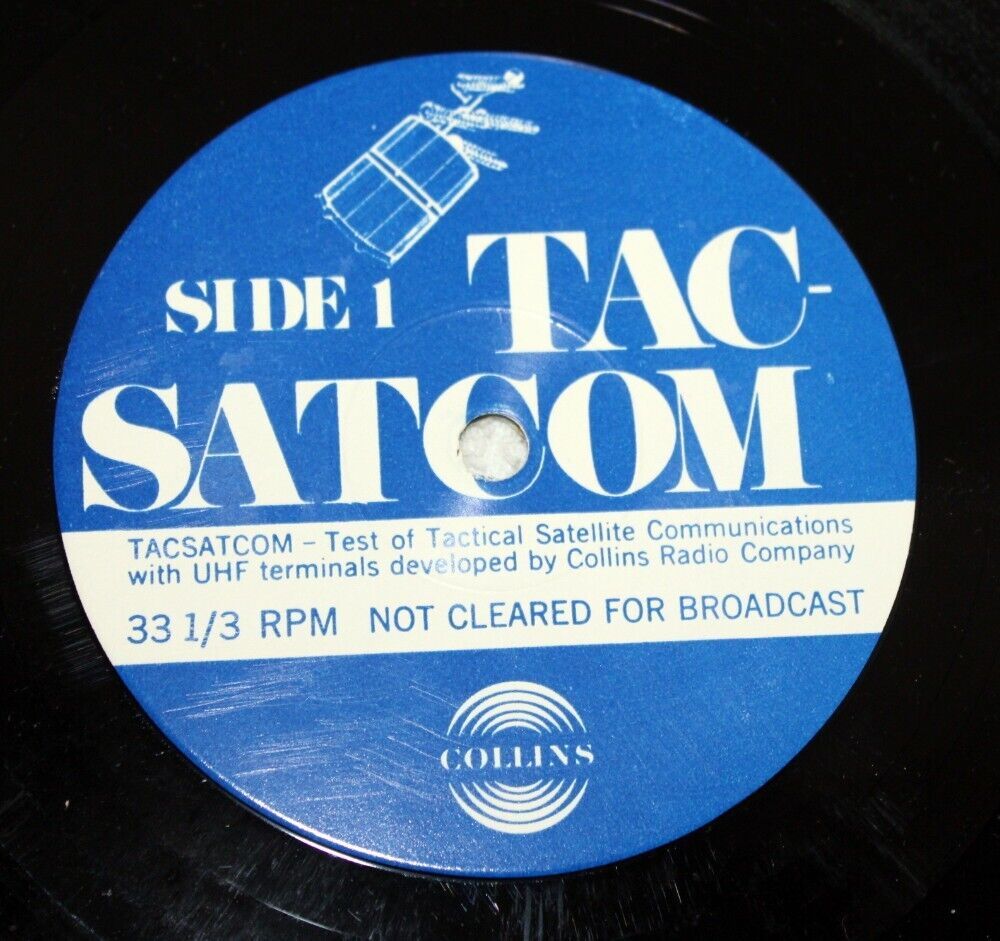 SIDE 1
TAC-
SATCOM
TACSATCOM – Test of Tactical Satellite Communications
with UHF terminals developed by Collins Radio Company
33 1/3 RPM NOT CLEARED FOR BROADCAST
COLLINS